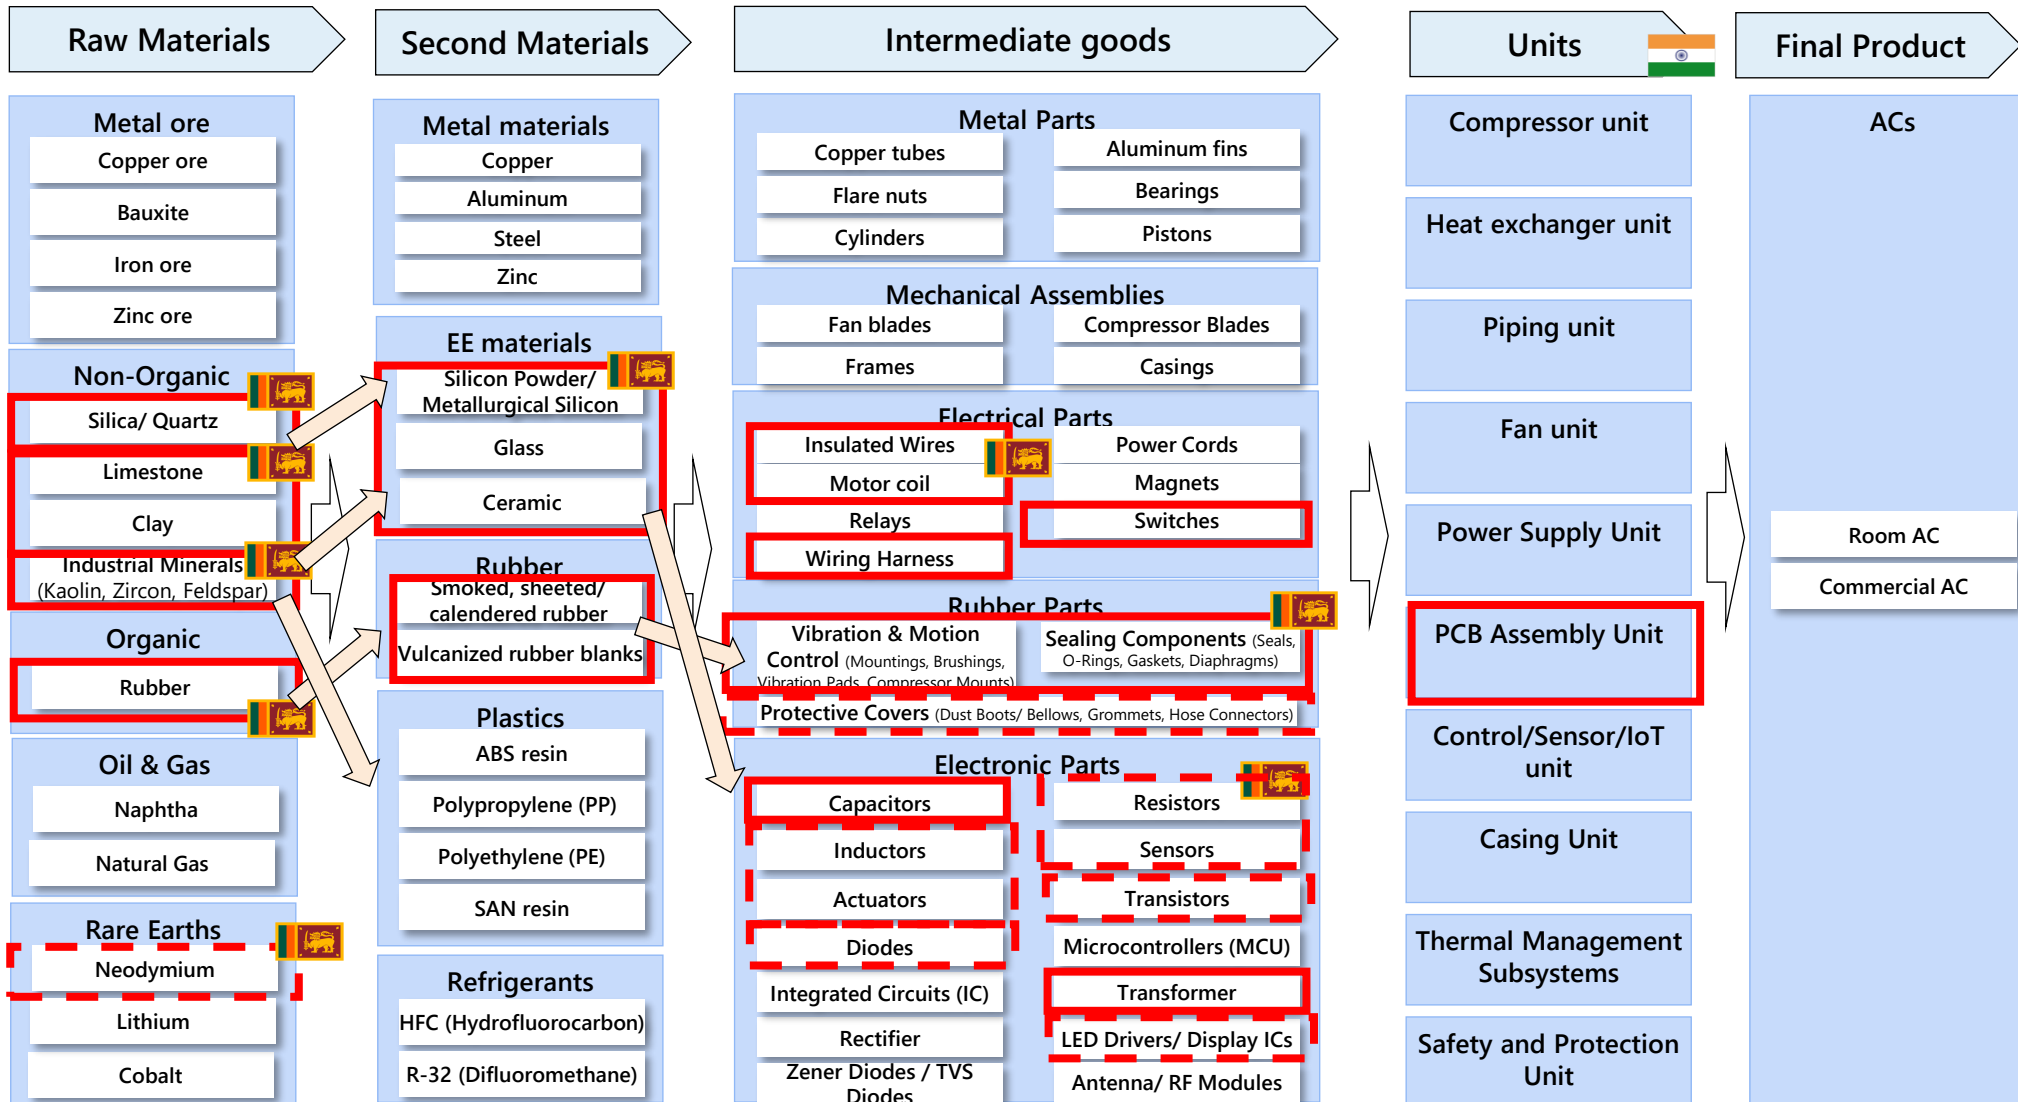 Raw Materials
Second Materials
Intermediate goods
Units
Final Product
Metal ore
Copper ore
Bauxite
Iron ore
Zinc ore
Non-Organic
Silica/ Quartz
Limestone
Clay
Industrial Minerals
(Kaolin, Zircon, Feldspar)
Organic
Rubber
Oil & Gas
Naphtha
Natural Gas
Rare Earths
Neodymium
Lithium
Cobalt
Metal materials
Copper
Aluminum
Steel
Zinc
EE materials
Silicon Powder/
Metallurgical Silicon
Glass
Ceramic
Rubber
Smoked, sheeted/
calendered rubber
Vulcanized rubber blanks
Plastics
ABS resin
Polypropylene (PP)
Polyethylene (PE)
SAN resin
Refrigerants
HFC (Hydrofluorocarbon)
R-32 (Difluoromethane)
Metal Parts
Copper tubes
Flare nuts
Cylinders
Aluminum fins
Bearings
Pistons
Mechanical Assemblies
Fan blades
Frames
Compressor Blades
Casings
Electrical Parts
Insulated Wires
Motor coil
Relays
Wiring Harness
Power Cords
Magnets
Switches
Rubber Parts
Vibration & Motion
Control (Mountings, Brushings,
Vibration Pads, Compressor Mounts)
Sealing Components (Seals,
O-Rings, Gaskets, Diaphragms)
Protective Covers (Dust Boots/ Bellows, Grommets, Hose Connectors)
Electronic Parts
Capacitors
Inductors
Actuators
Diodes
Integrated Circuits (IC)
Rectifier
Zener Diodes / TVS
Diodes
Resistors
Sensors
Transistors
Microcontrollers (MCU)
Transformer
LED Drivers/ Display ICs
Antenna/ RF Modules
Compressor unit
Heat exchanger unit
Piping unit
Fan unit
Power Supply Unit
PCB Assembly Unit
Control/Sensor/IoT
unit
Casing Unit
Thermal Management
Subsystems
Safety and Protection
Unit
ACs
Room AC
Commercial AC